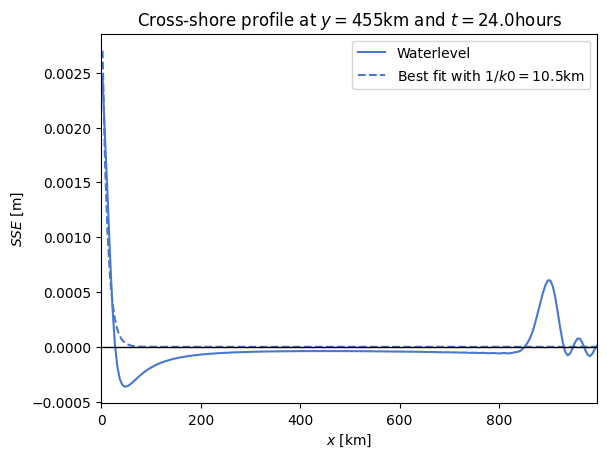 Cross-shore profile at y = 455km and t = 24.0hours
Waterlevel
Best fit with 1/k0 = 10.5km
SSE [m]
0.0025
0.0020
0.0015
0.0010
0.0005
0.0000
−0.0005
0 200 400 600 800
x [km]